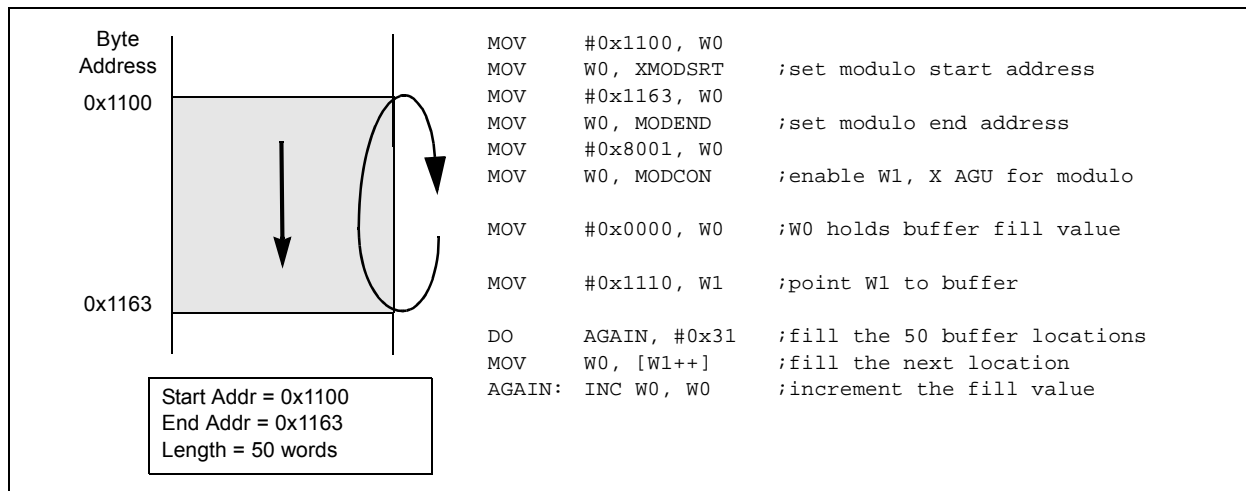 Byte
Address
0x1100
0x1163
Start Addr = 0x1100
End Addr = 0x1163
Length = 50 words
MOV #0x1100, W0
MOV W0, XMODSRT ;set modulo start address
MOV #0x1163, W0
MOV W0, MODEND ;set modulo end address
MOV #0x8001, W0
MOV W0, MODCON ;enable W1, X AGU for modulo
MOV #0x0000, W0 ;W0 holds buffer fill value
MOV #0x1110, W1 ;point W1 to buffer
DO AGAIN, #0x31 ;fill the 50 buffer locations
MOV W0, [W1++] ;fill the next location
AGAIN: INC W0, W0 ;increment the fill value